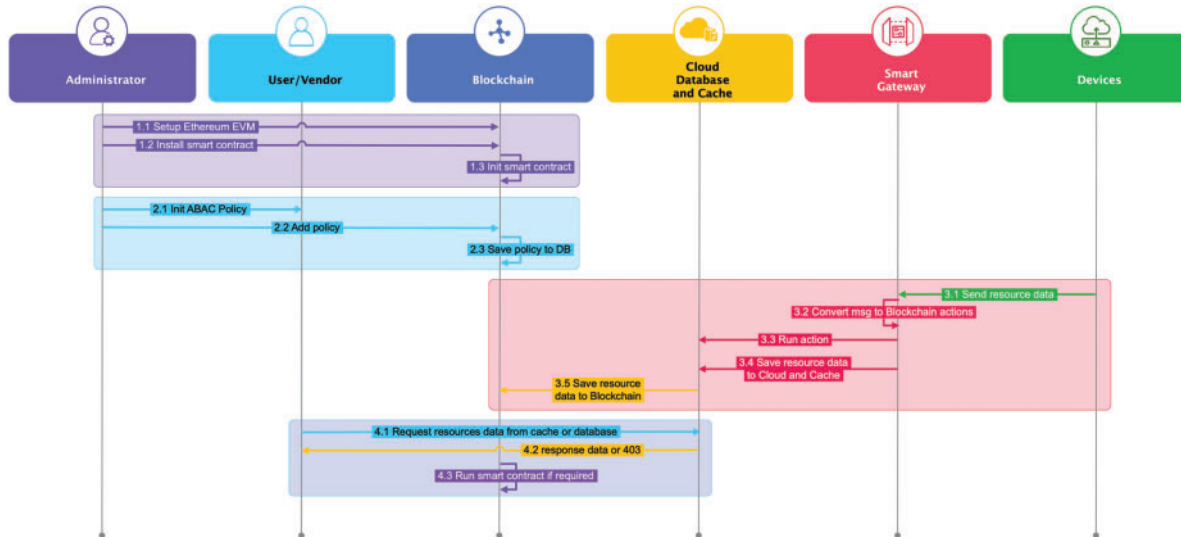 Administrator
User/Vendor
Blockchain
Cloud
Database
and Cache
Smart
Gateway
Devices
1.1 Setup Ethereum EVM
1.2 Install smart contract
1.3 Init smart contract
2.1 Init ABAC Policy
2.2 Add policy
2.3 Save policy to DB
3.1 Send resource data
3.2 Convert msg to Blockchain actions
3.3 Run action
3.4 Save resource data
to Cloud and Cache
3.5 Save resource
data to Blockchain
4.1 Request resources data from cache or database
4.2 response data or 403
4.3 Run smart contract if required